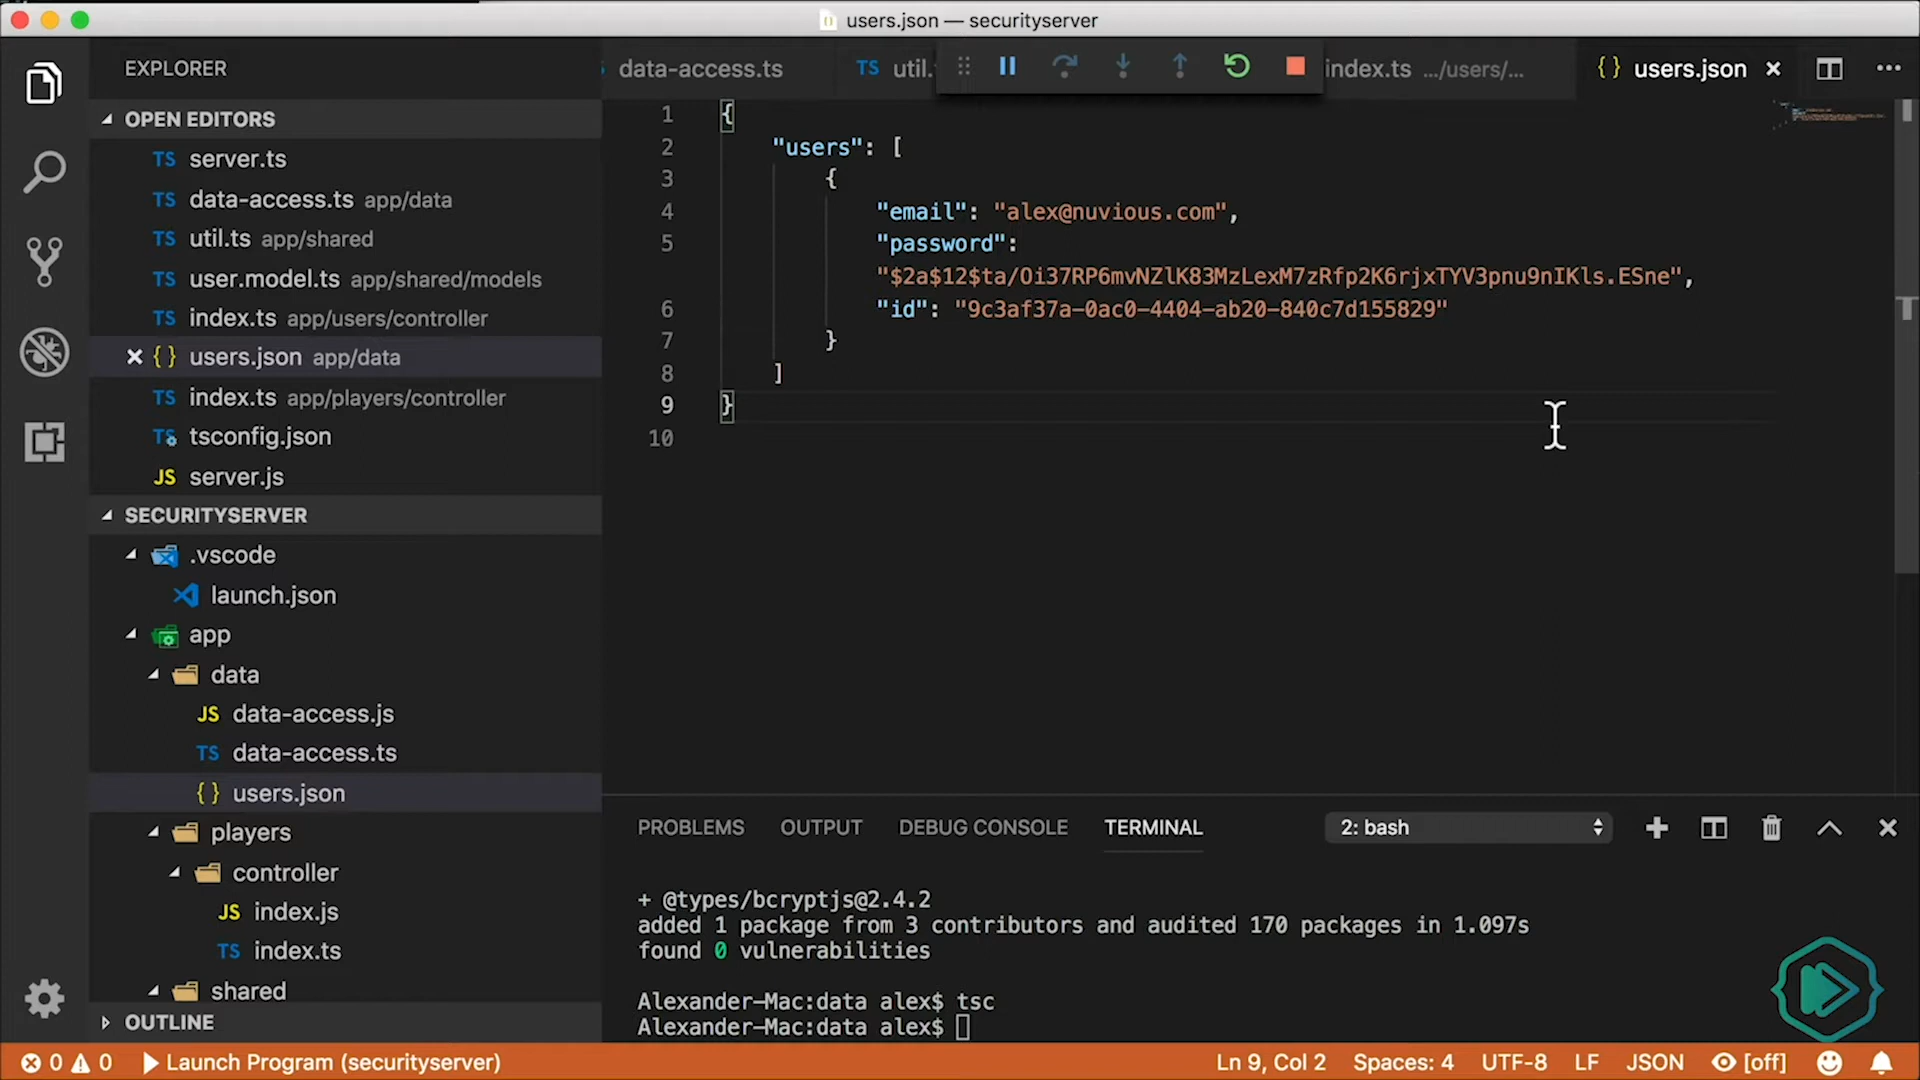 users.json — securityserver
EXPLORER
OPEN EDITORS
TS server.ts
TS data-access.ts app/data
TS util.ts app/shared
TS user.model.ts app/shared/models
TS index.ts app/users/controller
{} users.json app/data
TS index.ts app/players/controller
TS tsconfig.json
JS server.js
SECURITYSERVER
.vscode
launch.json
app
data
JS data-access.js
TS data-access.ts
{} users.json
players
controller
JS index.js
TS index.ts
shared
OUTLINE
data-access.ts
TS util.
index.ts .../users/...
{} users.json
1 {
2 "users": [
3 {
4 "email": "alex@nuvious.com",
5 "password":
"$2a$12$ta/Oi37RP6mvNZlK83MzLexM7zRfp2K6rjxTYV3pnu9nIKls.ESne",
6 "id": "9c3af37a-0ac0-4404-ab20-840c7d155829"
7 }
8 ]
9 }
10
PROBLEMS OUTPUT DEBUG CONSOLE TERMINAL
2: bash
+ @types/bcryptjs@2.4.2
added 1 package from 3 contributors and audited 170 packages in 1.097s
found 0 vulnerabilities
Alexander-Mac:data alex$ tsc
Alexander-Mac:data alex$
0 0 Launch Program (securityserver)
Ln 9, Col 2 Spaces: 4 UTF-8 LF JSON [off]